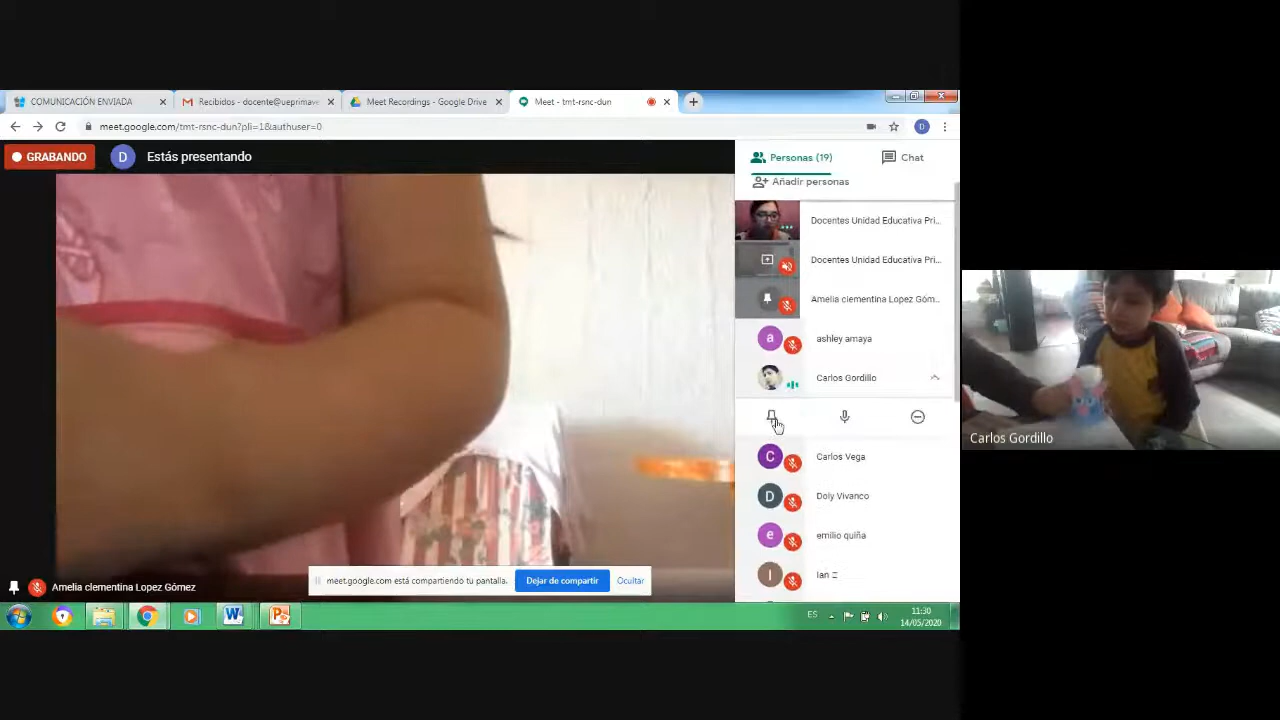 COMUNICACIÓN ENVIADA
Recibidos - docente@ueprimave
Meet Recordings - Google Drive
Meet - tmt-rsnc-dun
meet.google.com/tmt-rsnc-dun?pli=1&authuser=0
GRABANDO
D
Estás presentando
Personas (19)
Chat
Añadir personas
Docentes Unidad Educativa Pri...
Docentes Unidad Educativa Pri...
Amelia clementina Lopez Góm...
a
ashley amaya
Carlos Gordillo
C
Carlos Vega
D
Doly Vivanco
e
emilio quiña
I
Ian
Amelia clementina Lopez Gómez
meet.google.com está compartiendo tu pantalla.
Dejar de compartir
Ocultar
ES
11:30
14/05/2020
Carlos Gordillo